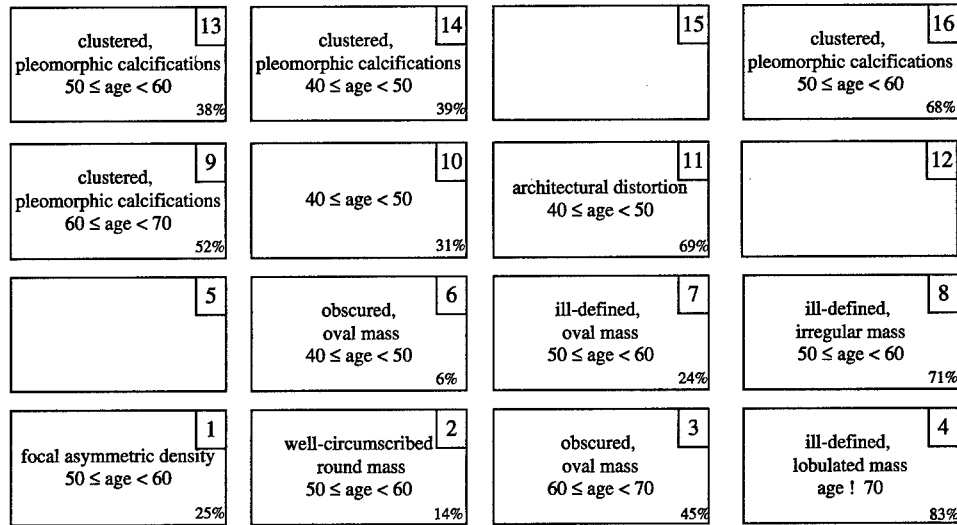 13
clustered,
pleomorphic calcifications
50 ≤ age < 60
38%
14
clustered,
pleomorphic calcifications
40 ≤ age < 50
39%
15
16
clustered,
pleomorphic calcifications
50 ≤ age < 60
68%
9
clustered,
pleomorphic calcifications
60 ≤ age < 70
52%
10
40 ≤ age < 50
31%
11
architectural distortion
40 ≤ age < 50
69%
12
5
6
obscured,
oval mass
40 ≤ age < 50
6%
7
ill-defined,
oval mass
50 ≤ age < 60
24%
8
ill-defined,
irregular mass
50 ≤ age < 60
71%
1
focal asymmetric density
50 ≤ age < 60
25%
2
well-circumscribed
round mass
50 ≤ age < 60
14%
3
obscured,
oval mass
60 ≤ age < 70
45%
4
ill-defined,
lobulated mass
age ! 70
83%